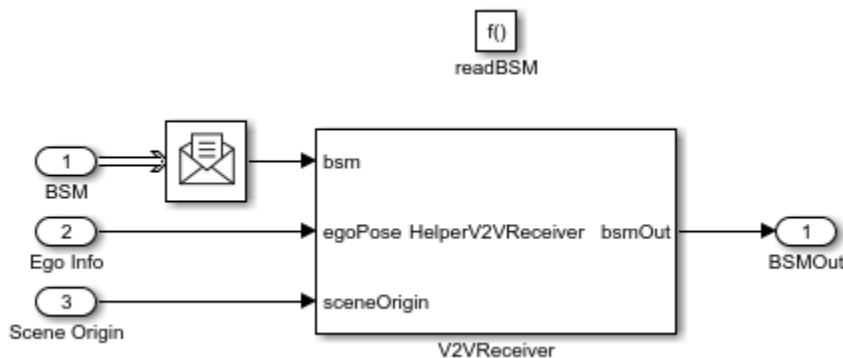 f()
readBSM
1
BSM
bsm
2
Ego Info
egoPose HelperV2VReceiver bsmOut
1
BSMOut
3
Scene Origin
sceneOrigin
V2VReceiver